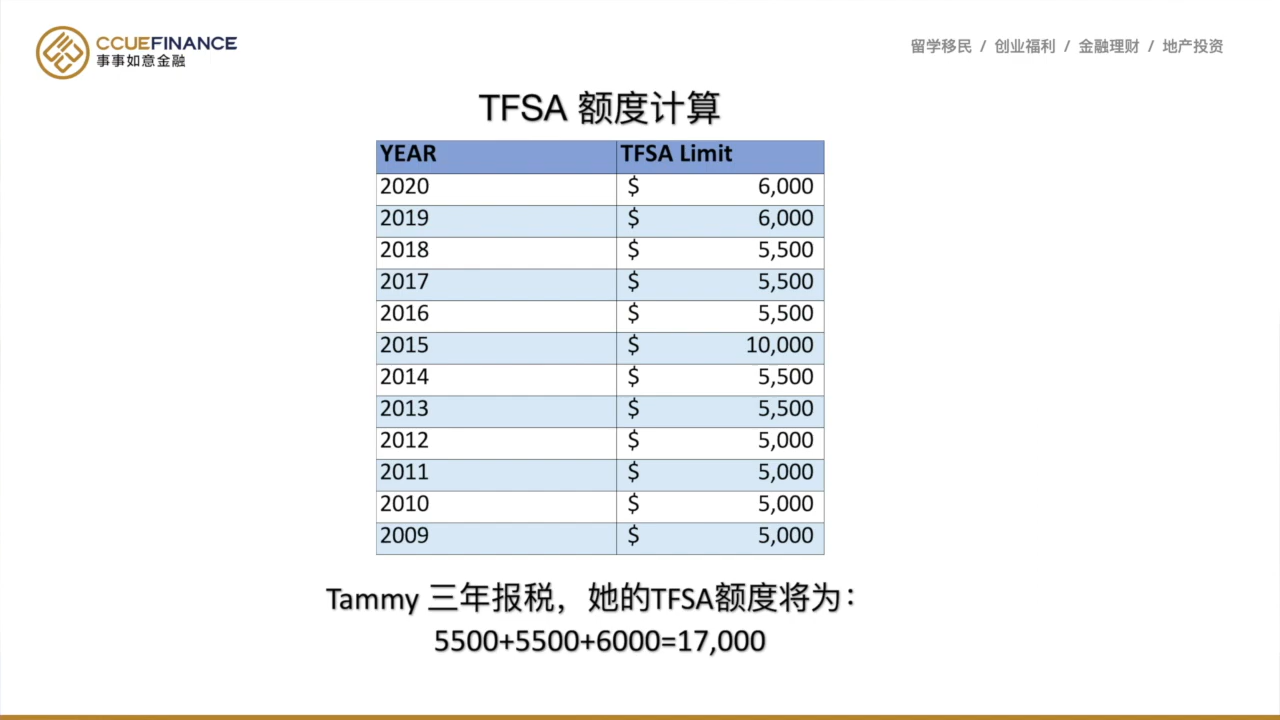 CCUEFINANCE
事事如意金融
留学移民 / 创业福利 / 金融理财 / 地产投资
TFSA 额度计算
YEAR TFSA Limit
2020 $ 6,000
2019 $ 6,000
2018 $ 5,500
2017 $ 5,500
2016 $ 5,500
2015 $ 10,000
2014 $ 5,500
2013 $ 5,500
2012 $ 5,000
2011 $ 5,000
2010 $ 5,000
2009 $ 5,000
Tammy 三年报税，她的TFSA额度将为：
5500+5500+6000=17,000